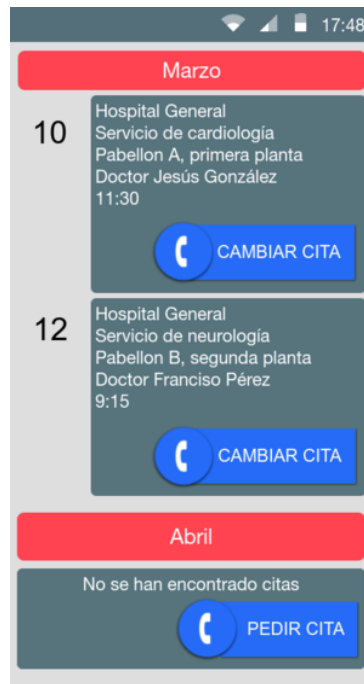 17:48
Marzo
10
Hospital General
Servicio de cardiología
Pabellon A, primera planta
Doctor Jesús González
11:30
CAMBIAR CITA
12
Hospital General
Servicio de neurología
Pabellon B, segunda planta
Doctor Franciso Pérez
9:15
CAMBIAR CITA
Abril
No se han encontrado citas
PEDIR CITA